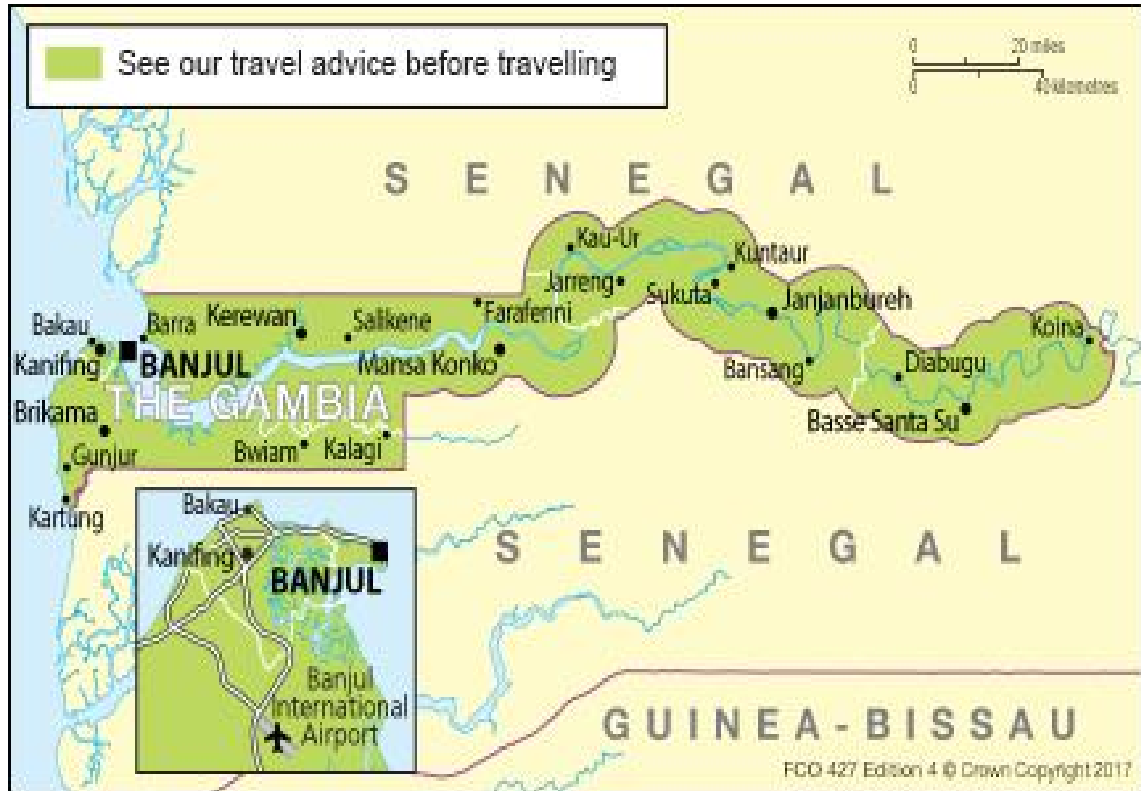 See our travel advice before travelling
0 20 miles
0 40 kilometres
SENEGAL
Kau-Ur
Kuntaur
Jarreng
Sukuta
Janjanbureh
Farafenni
Salikene
Kerewan
Barra
Bakau
Kanifing
BANJUL
Mansa Konko
Koina
Bansang
Diabugu
Basse Santa Su
THE GAMBIA
Brikama
Bwiam
Kalagi
Gunjur
Kartung
Bakau
Kanifing
BANJUL
Banjul
International
Airport
SENEGAL
GUINEA-BISSAU
FCO 427 Edition 4 © Crown Copyright 2017